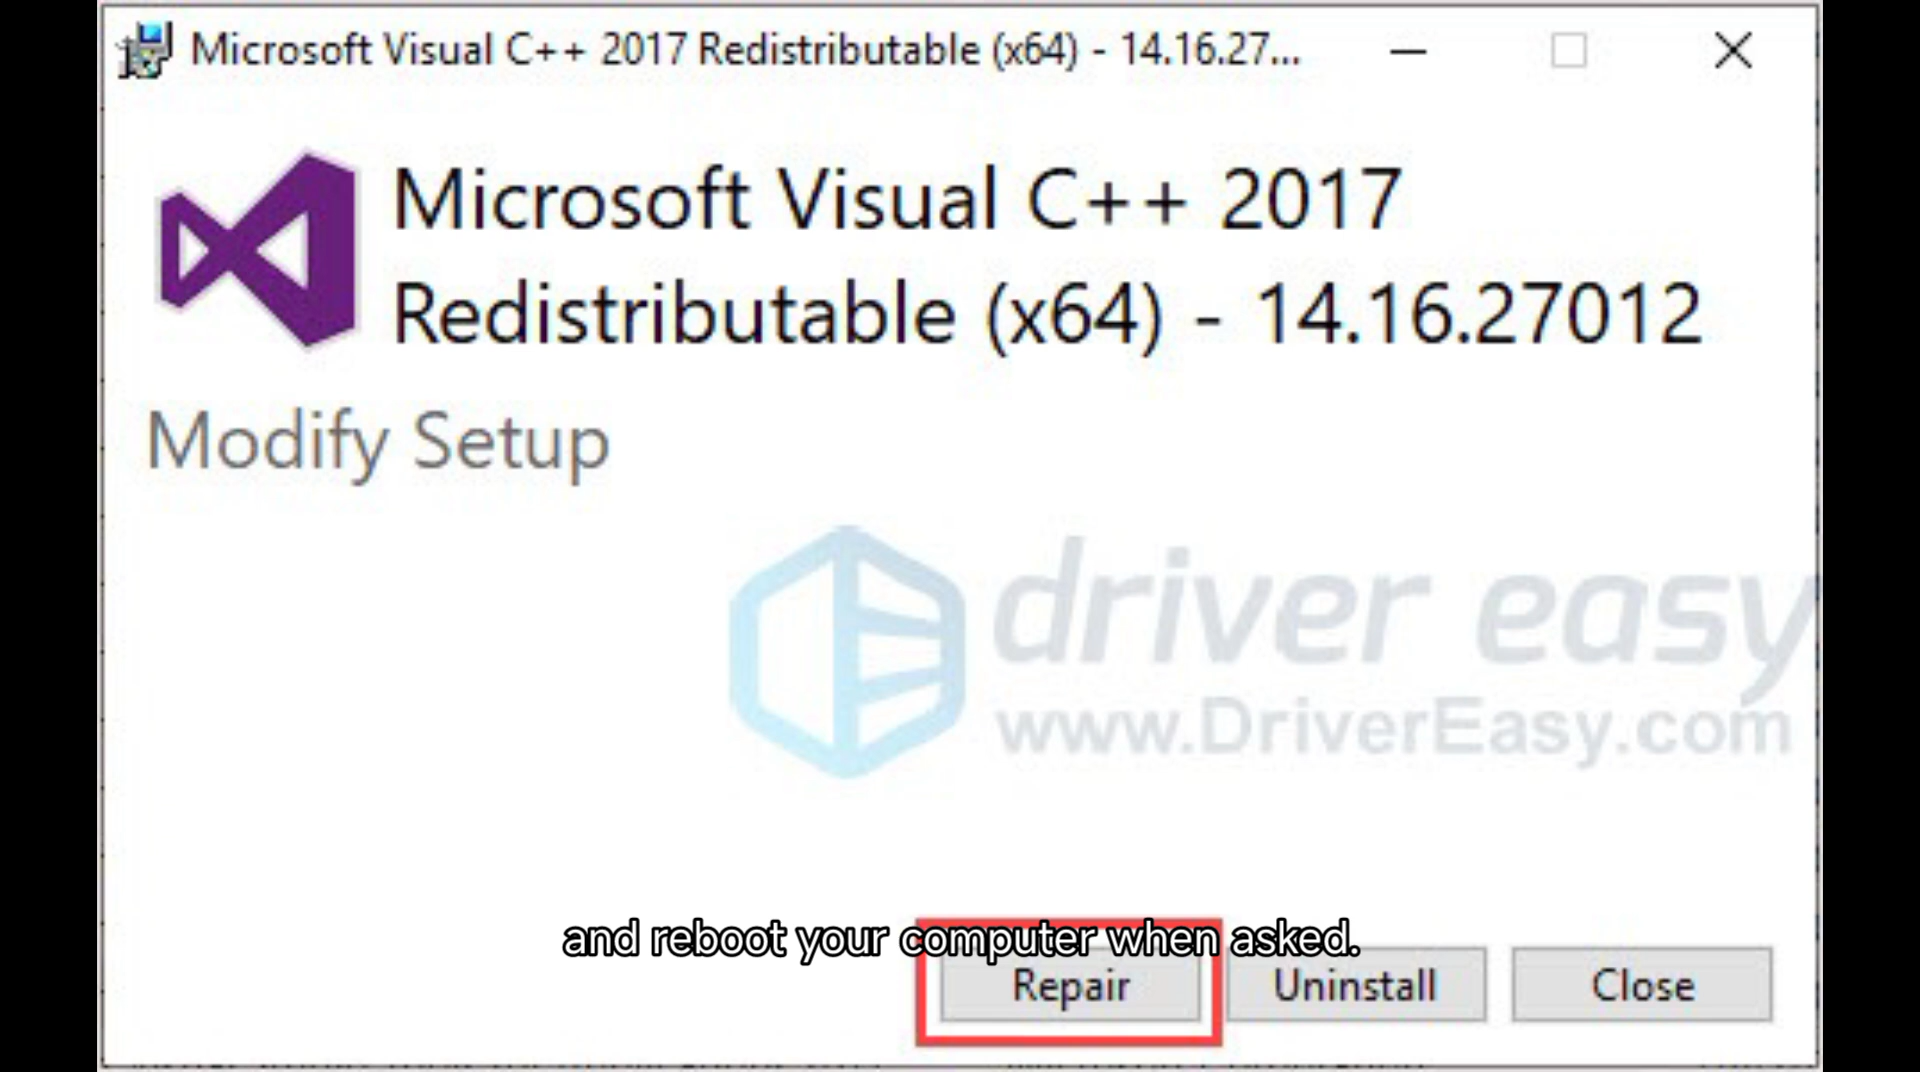 Microsoft Visual C++ 2017 Redistributable (x64) - 14.16.27...
Microsoft Visual C++ 2017
Redistributable (x64) - 14.16.27012
Modify Setup
driver easy
www.DriverEasy.com
and reboot your computer when asked.
Repair
Uninstall
Close